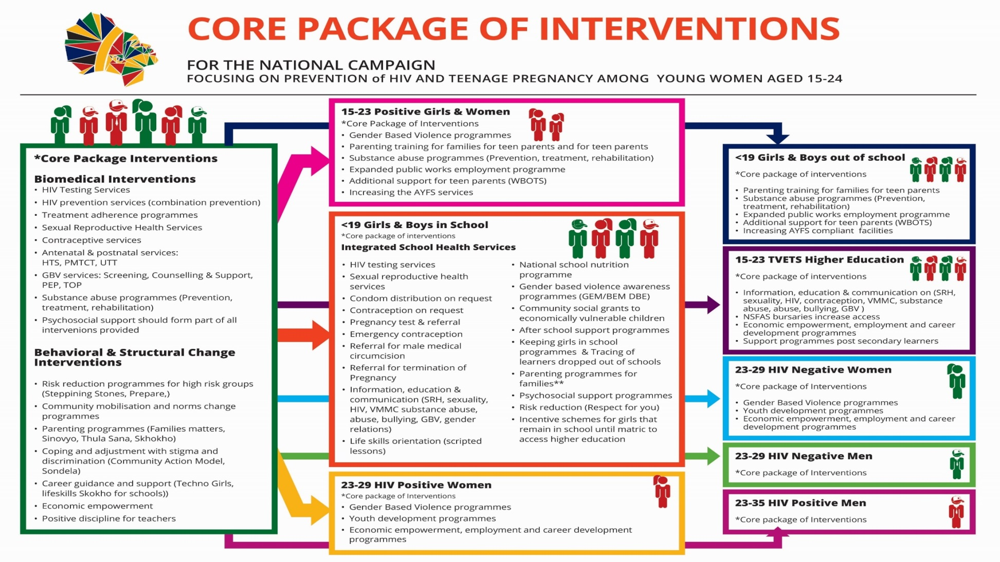 CORE PACKAGE OF INTERVENTIONS
FOR THE NATIONAL CAMPAIGN
FOCUSING ON PREVENTION of HIV AND TEENAGE PREGNANCY AMONG YOUNG WOMEN AGED 15-24
*Core Package Interventions
Biomedical Interventions
• HIV Testing Services
• HIV prevention services (combination prevention)
• Treatment adherence programmes
• Sexual Reproductive Health Services
• Contraceptive services
• Antenatal & postnatal services:
HTS, PMTCT, UTT
• GBV services: Screening, Counselling & Support,
PEP, TOP
• Substance abuse programmes (Prevention,
treatment, rehabilitation)
• Psychosocial support should form part of all
intervenions provided
Behavioral & Structural Change
Interventions
• Risk reduction programmes for high risk groups
(Steppining Stones, Prepare,)
• Community mobilisation and norms change
programmes
• Parenting programmes (Families matters,
Sinovyo, Thula Sana, Skhokho)
• Coping and adjustment with stigma and
discrimination (Community Action Model,
Sondela)
• Career guidance and support (Techno Girls,
lifeskills Skokho for schools))
• Economic empowerment
• Positive discipline for teachers
15-23 Positive Girls & Women
*Core Package of Interventions
• Gender Based Violence programmes
• Parenting training for families for teen parents and for teen parents
• Substance abuse programmes (Prevention, treatment, rehabilitation)
• Expanded public works employment programme
• Additional support for teen parents (WBOTS)
• Increasing the AYFS services
<19 Girls & Boys in School
*Core package of interventions
Integrated School Health Services
• HIV testing services
• Sexual reproductive health
services
• Condom distribution on request
• Contraception on request
• Pregnancy test & referral
• Emergency contraception
• Referral for male medical
circumcision
• Referral for termination of
Pregnancy
• Information, education &
communication (SRH, sexuality,
HIV, VMMC substance abuse,
abuse, bullying, GBV, gender
relations)
• Life skills orientation (scripted
lessons)
• National school nutrition
programme
• Gender based violence awareness
programmes (GEM/BEM DBE)
• Community social grants to
economically vulnerable children
• After school support programmes
• Keeping girls in school
programmes & Tracing of
learners dropped out of schools
• Parenting programmes for
families**
• Psychosocial support programmes
• Risk reduction (Respect for you)
• Incentive schemes for girls that
remain in school until matric to
access higher education
23-29 HIV Positive Women
*Core package of Interventions
• Gender Based Violence programmes
• Youth development programmes
• Economic empowerment, employment and career development
programmes
<19 Girls & Boys out of school
*Core package of interventions
• Parenting training for families for teen parents
• Substance abuse programmes (Prevention,
treatment, rehabilitation)
• Expanded public works employment programme
• Additional support for teen parents (WBOTS)
• Increasing AYFS compliant facilities
15-23 TVETS Higher Education
*Core package of interventions
• Information, education & communication on (SRH,
sexuality, HIV, contraception, VMMC, substance
abuse, abuse, bullying, GBV )
• NSFAS bursaries increase access
• Economic empowerment, employment and career
development programmes
• Support programmes post secondary learners
23-29 HIV Negative Women
*Core package of Interventions
• Gender Based Violence programmes
• Youth development programmes
• Economic empowerment, employment and career
development programmes
23-29 HIV Negative Men
*Core package of Interventions
23-35 HIV Positive Men
*Core package of Interventions